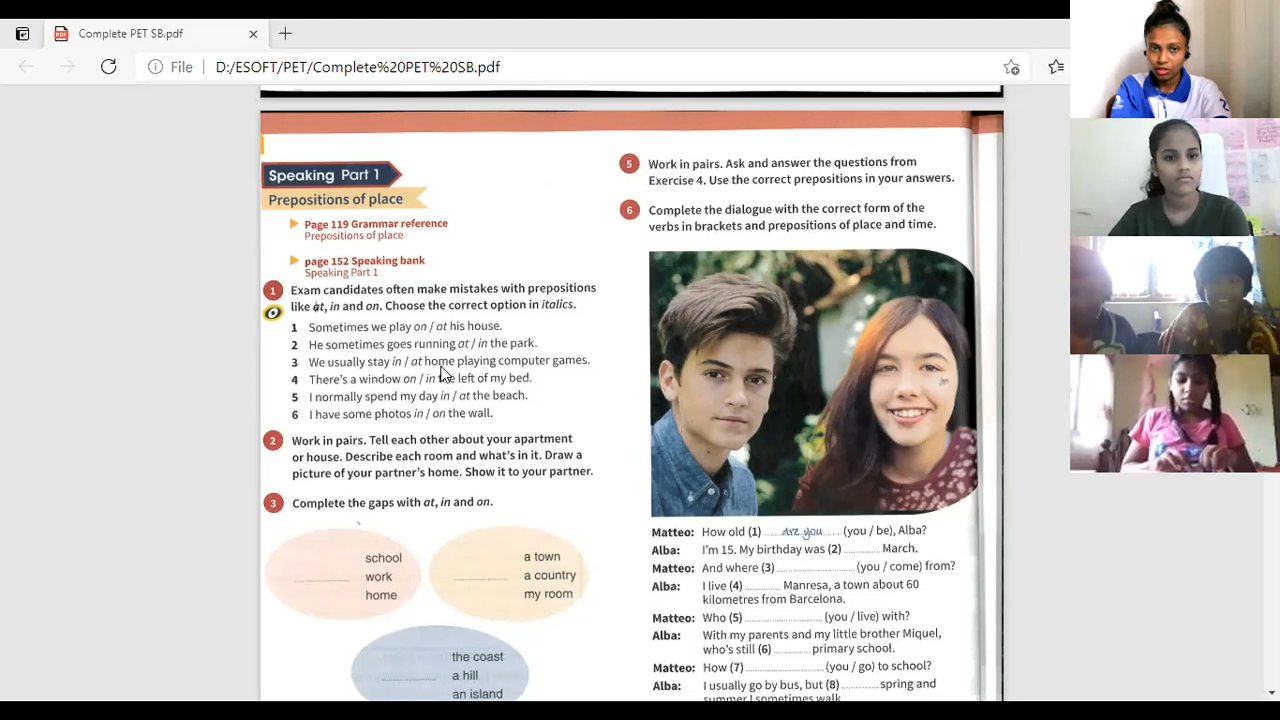 Complete PET SB.pdf
File
D:/ESOFT/PET/Complete%20PET%20SB.pdf
Speaking Part 1
Prepositions of place
Page 119 Grammar reference
Prepositions of place
page 152 Speaking bank
Speaking Part 1
1 Exam candidates often make mistakes with prepositions
like at, in and on. Choose the correct option in italics.
1 Sometimes we play on / at his house.
2 He sometimes goes running at / in the park.
3 We usually stay in / at home playing computer games.
4 There's a window on / in the left of my bed.
5 I normally spend my day in / at the beach.
6 I have some photos in / on the wall.
2 Work in pairs. Tell each other about your apartment
or house. Describe each room and what's in it. Draw a
picture of your partner's home. Show it to your partner.
3 Complete the gaps with at, in and on.
school
work
home
a town
a country
my room
the coast
a hill
an island
5 Work in pairs. Ask and answer the questions from
Exercise 4. Use the correct prepositions in your answers.
6 Complete the dialogue with the correct form of the
verbs in brackets and prepositions of place and time.
Matteo: How old (1) Are you (you / be), Alba?
Alba: I'm 15. My birthday was (2) ............ March.
Matteo: And where (3) ............ (you / come) from?
Alba: I live (4) ............ Manresa, a town about 60
kilometres from Barcelona.
Matteo: Who (5) ............ (you / live) with?
Alba: With my parents and my little brother Miquel,
who's still (6) ............ primary school.
Matteo: How (7) ............ (you / go) to school?
Alba: I usually go by bus, but (8) ............ spring and
summer I sometimes walk.